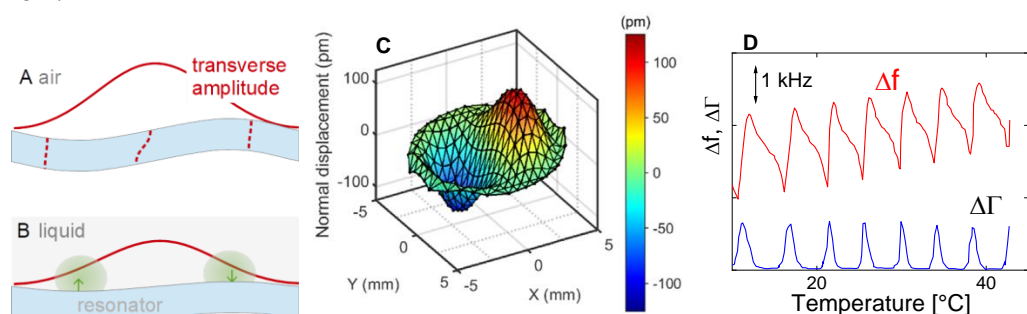 A air
transverse
amplitude
B liquid
resonator
C
(pm)
Normal displacement (pm)
100
0
-100
-5
0
5
Y (mm)
-5
0
5
X (mm)
100
50
0
-50
-100
D
1 kHz
Δf
Δf, ΔΓ
ΔΓ
20
40
Temperature [°C]